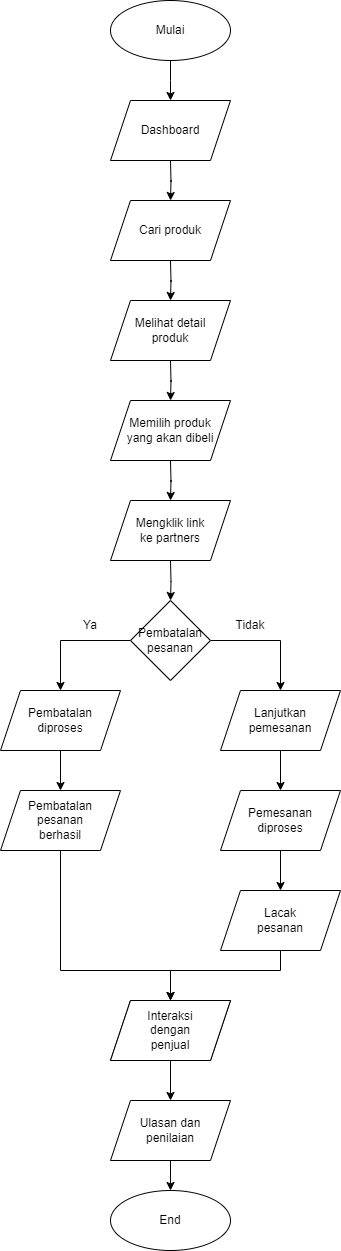 Mulai
Dashboard
Cari produk
Melihat detail
produk
Memilih produk
yang akan dibeli
Mengklik link
ke partners
Pembatalan
pesanan
Ya
Tidak
Pembatalan
diproses
Lanjutkan
pemesanan
Pembatalan
pesanan
berhasil
Pemesanan
diproses
Lacak
pesanan
Interaksi
dengan
penjual
Ulasan dan
penilaian
End